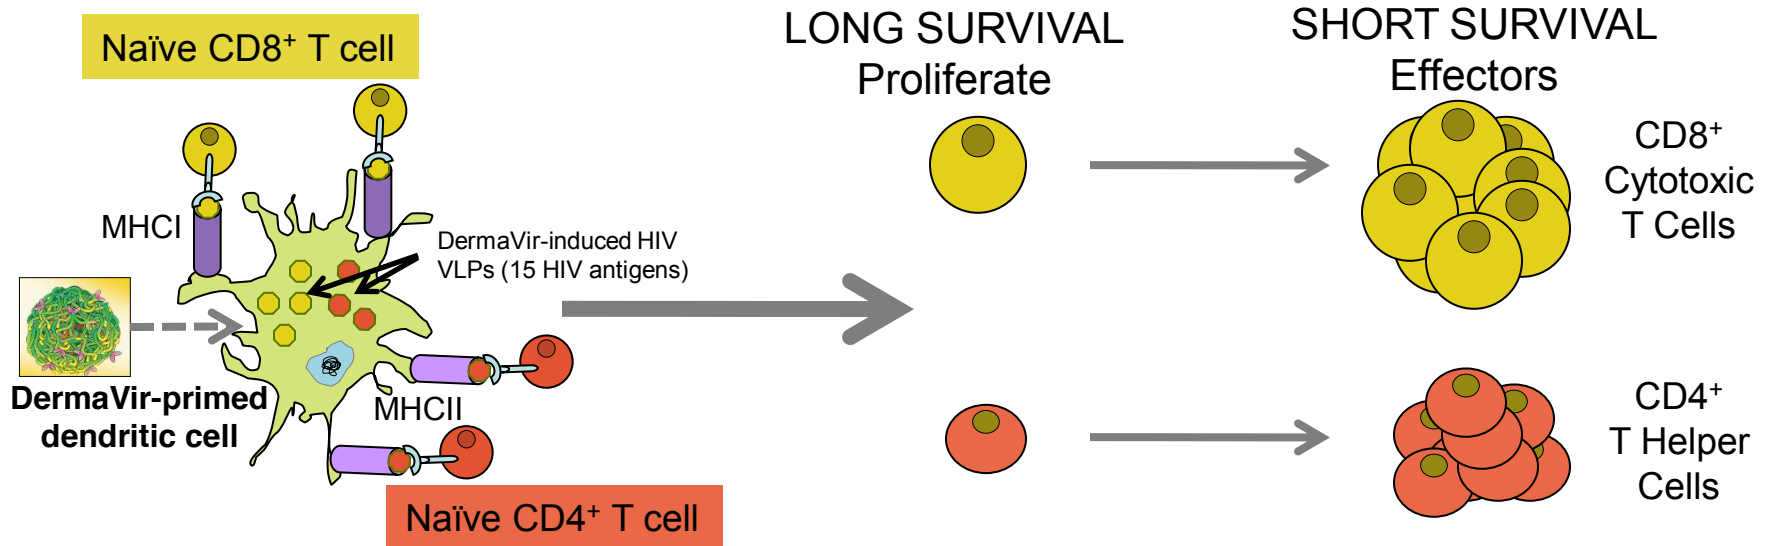 Naïve CD8⁺ T cell
LONG SURVIVAL
Proliferate
SHORT SURVIVAL
Effectors
CD8⁺
Cytotoxic
T Cells
MHCI
DermaVir-induced HIV
VLPs (15 HIV antigens)
DermaVir-primed
dendritic cell
MHCII
CD4⁺
T Helper
Cells
Naïve CD4⁺ T cell